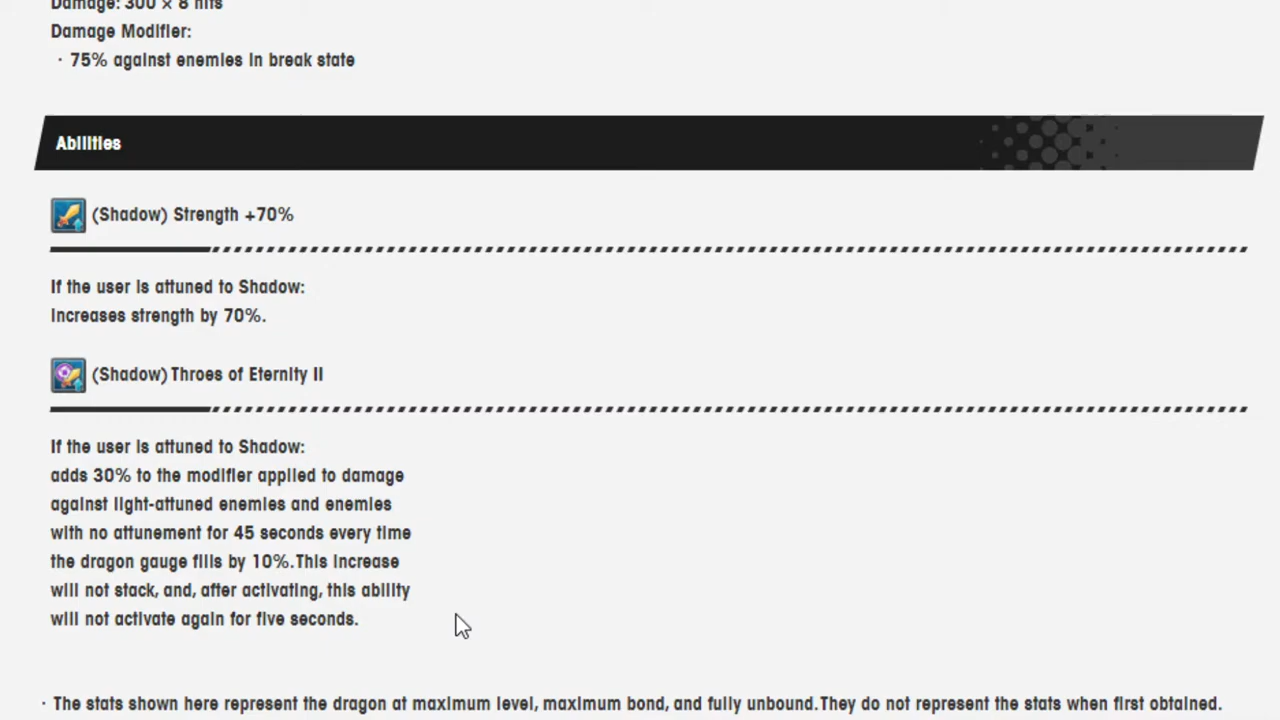 Damage: 300 × 8 hits
Damage Modifier:
· 75% against enemies in break state
Abilities
(Shadow) Strength +70%
If the user is attuned to Shadow:
increases strength by 70%.
(Shadow) Throes of Eternity II
If the user is attuned to Shadow:
adds 30% to the modifier applied to damage
against light-attuned enemies and enemies
with no attunement for 45 seconds every time
the dragon gauge fills by 10%. This increase
will not stack, and, after activating, this ability
will not activate again for five seconds.
· The stats shown here represent the dragon at maximum level, maximum bond, and fully unbound. They do not represent the stats when first obtained.